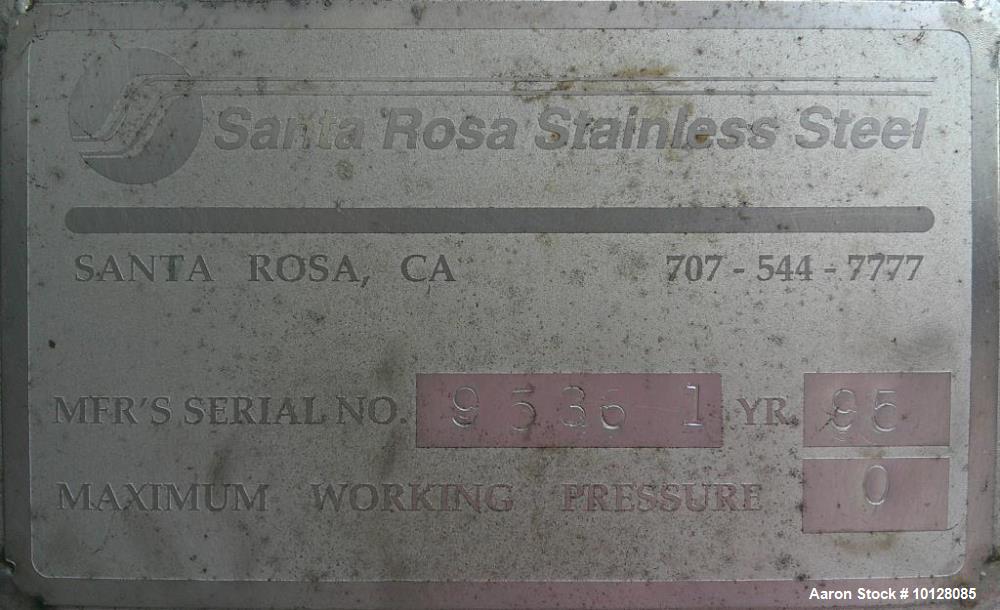 Santa Rosa Stainless Steel
SANTA ROSA, CA 707-544-7777
MFR'S SERIAL NO. 9536-1 YR. 95
MAXIMUM WORKING PRESSURE 0
Aaron Stock # 10128085